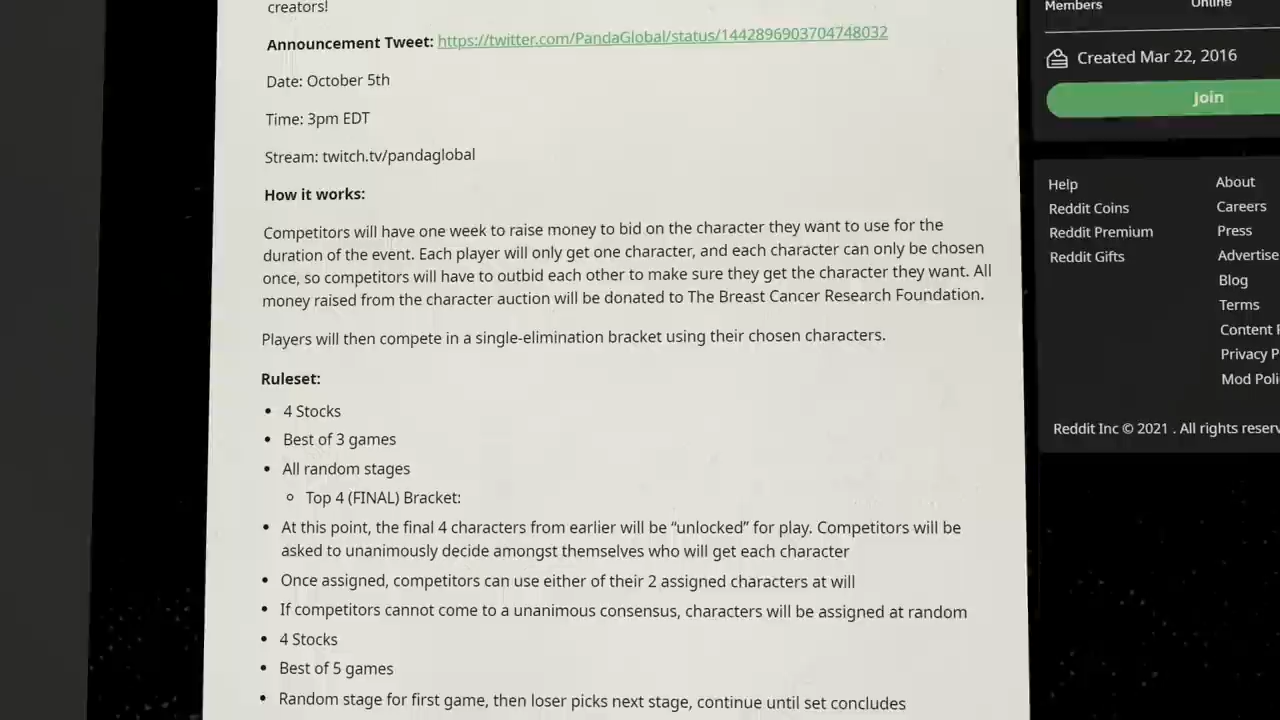 creators!
Announcement Tweet: https://twitter.com/PandaGlobal/status/1442896903704748032
Date: October 5th
Time: 3pm EDT
Stream: twitch.tv/pandaglobal
How it works:
Competitors will have one week to raise money to bid on the character they want to use for the
duration of the event. Each player will only get one character, and each character can only be chosen
once, so competitors will have to outbid each other to make sure they get the character they want. All
money raised from the character auction will be donated to The Breast Cancer Research Foundation.
Players will then compete in a single-elimination bracket using their chosen characters.
Ruleset:
• 4 Stocks
• Best of 3 games
• All random stages
◦ Top 4 (FINAL) Bracket:
• At this point, the final 4 characters from earlier will be “unlocked” for play. Competitors will be
asked to unanimously decide amongst themselves who will get each character
• Once assigned, competitors can use either of their 2 assigned characters at will
• If competitors cannot come to a unanimous consensus, characters will be assigned at random
• 4 Stocks
• Best of 5 games
• Random stage for first game, then loser picks next stage, continue until set concludes
Members Online
Created Mar 22, 2016
Join
Help About
Reddit Coins Careers
Reddit Premium Press
Reddit Gifts Advertise
Blog
Terms
Content
Privacy
Mod
Reddit Inc © 2021 . All rights